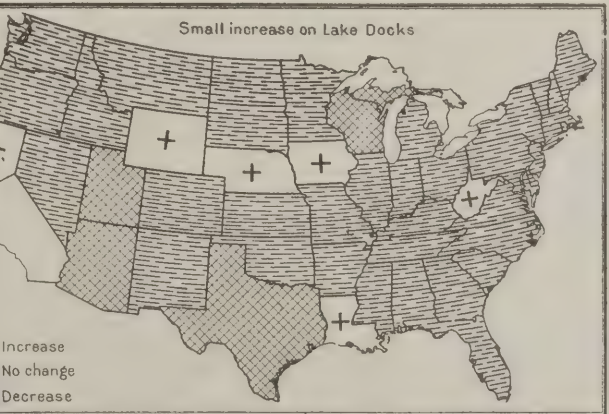 Small increase on Lake Docks
+
+
+
+
+
+
Increase
No change
Decrease